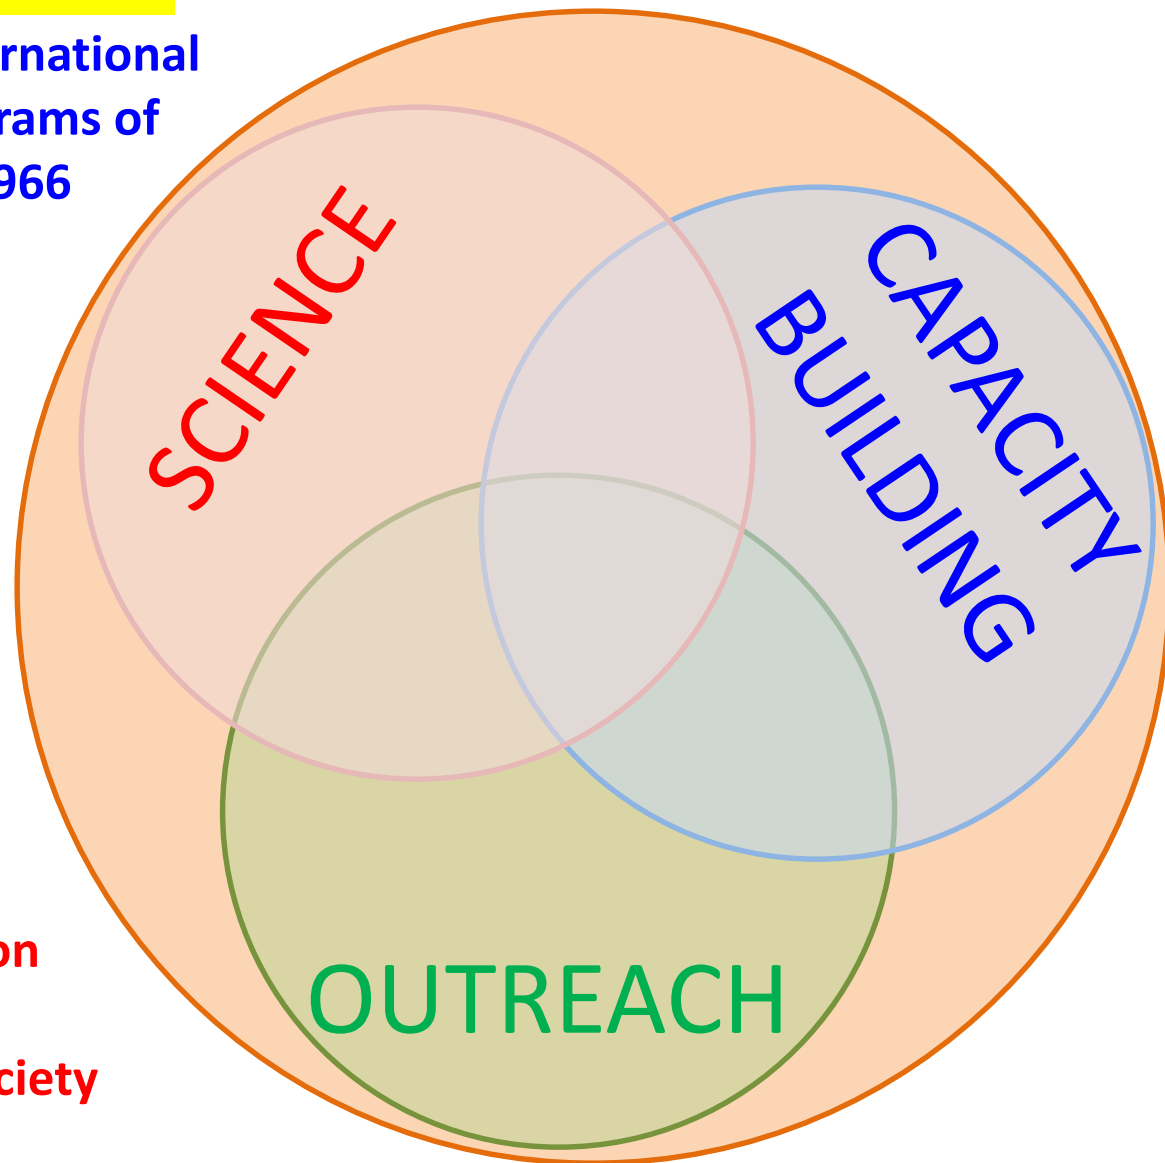 rnational
rams of
966
SCIENCE
CAPACITY
BUILDING
on
OUTREACH
ciety